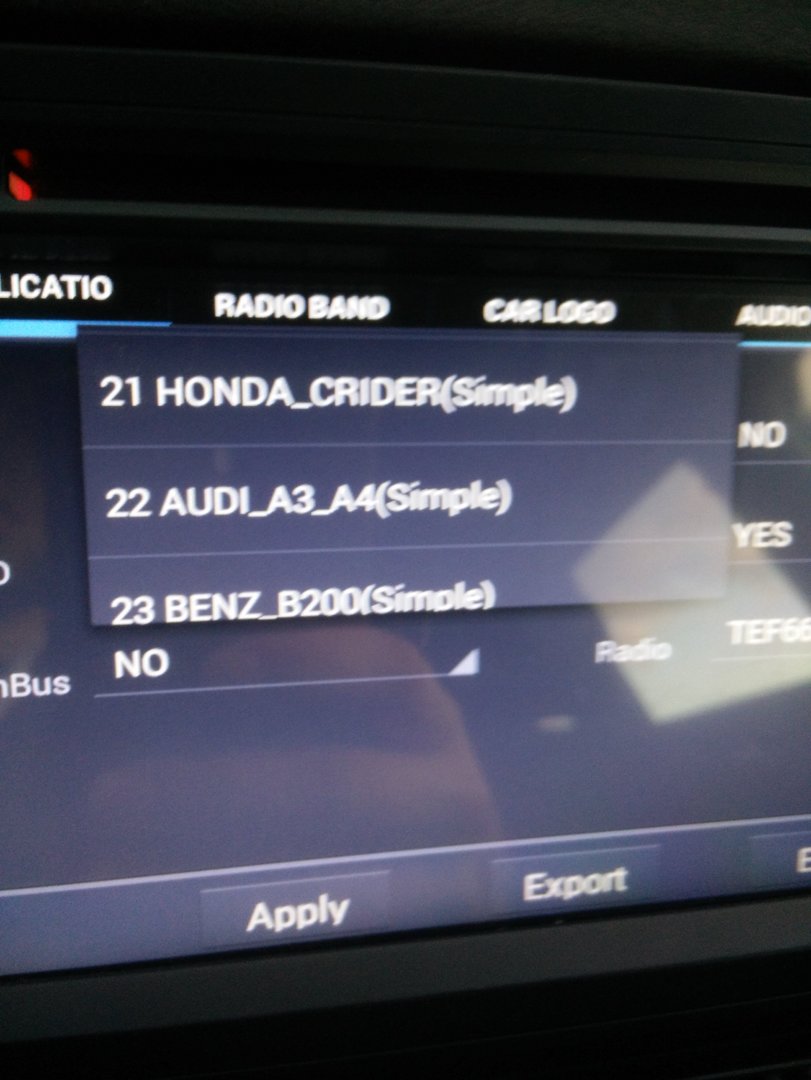 LICATIO
RADIO BAND
CAR LOGO
AUDIO
21 HONDA_CRIDER(Simple)
NO
22 AUDI_A3_A4(Simple)
YES
23 BENZ_B200(Simple)
TEF66
nBus
NO
Radio
Apply
Export